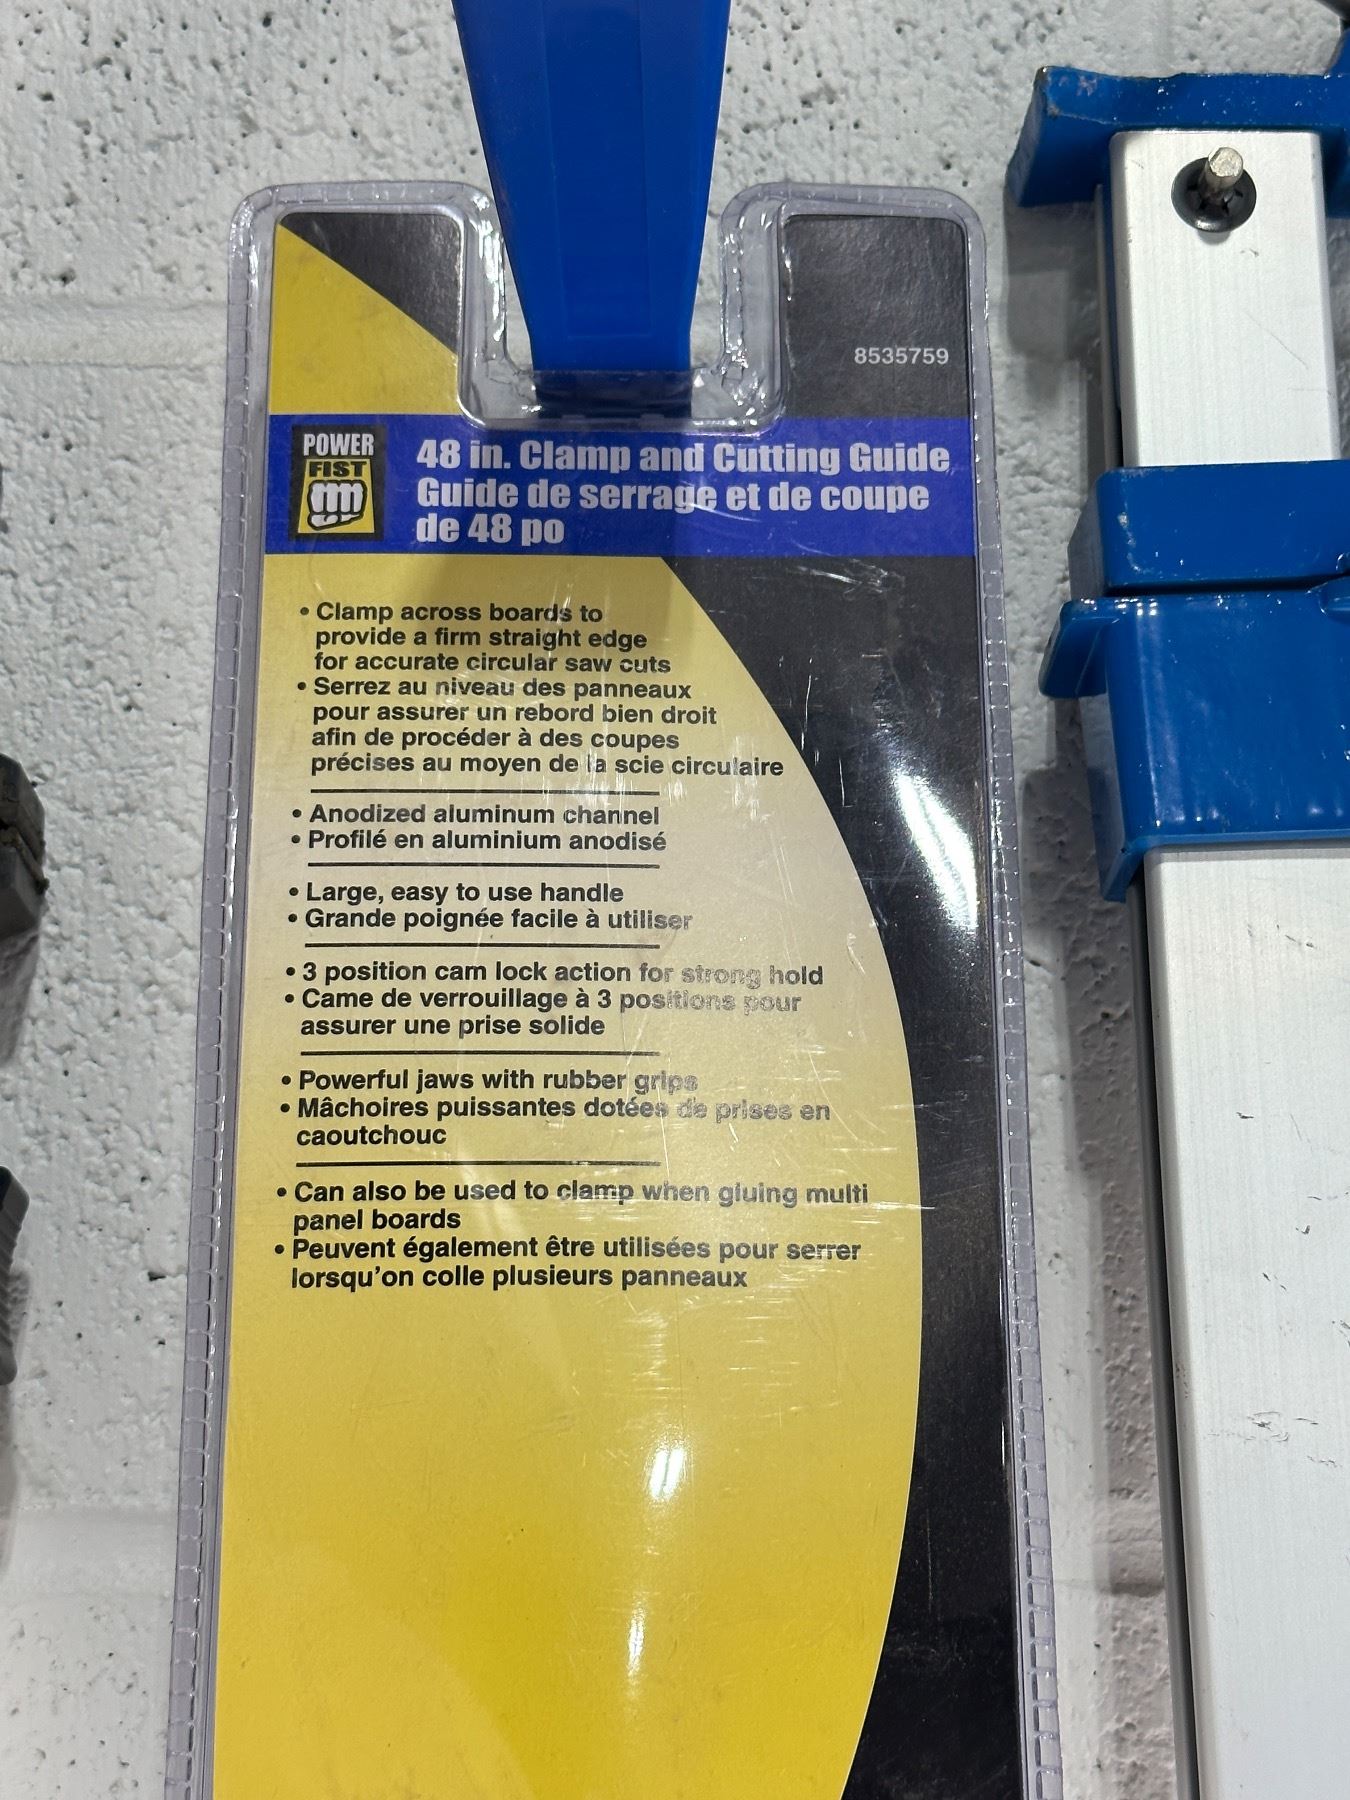 8535759
POWER
FIST
48 in. Clamp and Cutting Guide
Guide de serrage et de coupe
de 48 po
• Clamp across boards to
provide a firm straight edge
for accurate circular saw cuts
• Serrez au niveau des panneaux
pour assurer un rebord bien droit
afin de procéder à des coupes
précises au moyen de la scie circulaire
• Anodized aluminum channel
• Profilé en aluminium anodisé
• Large, easy to use handle
• Grande poignée facile à utiliser
• 3 position cam lock action for strong hold
• Came de verrouillage à 3 positions pour
assurer une prise solide
• Powerful jaws with rubber grips
• Mâchoires puissantes dotées de prises en
caoutchouc
• Can also be used to clamp when gluing multi
panel boards
• Peuvent également être utilisées pour serrer
lorsqu'on colle plusieurs panneaux